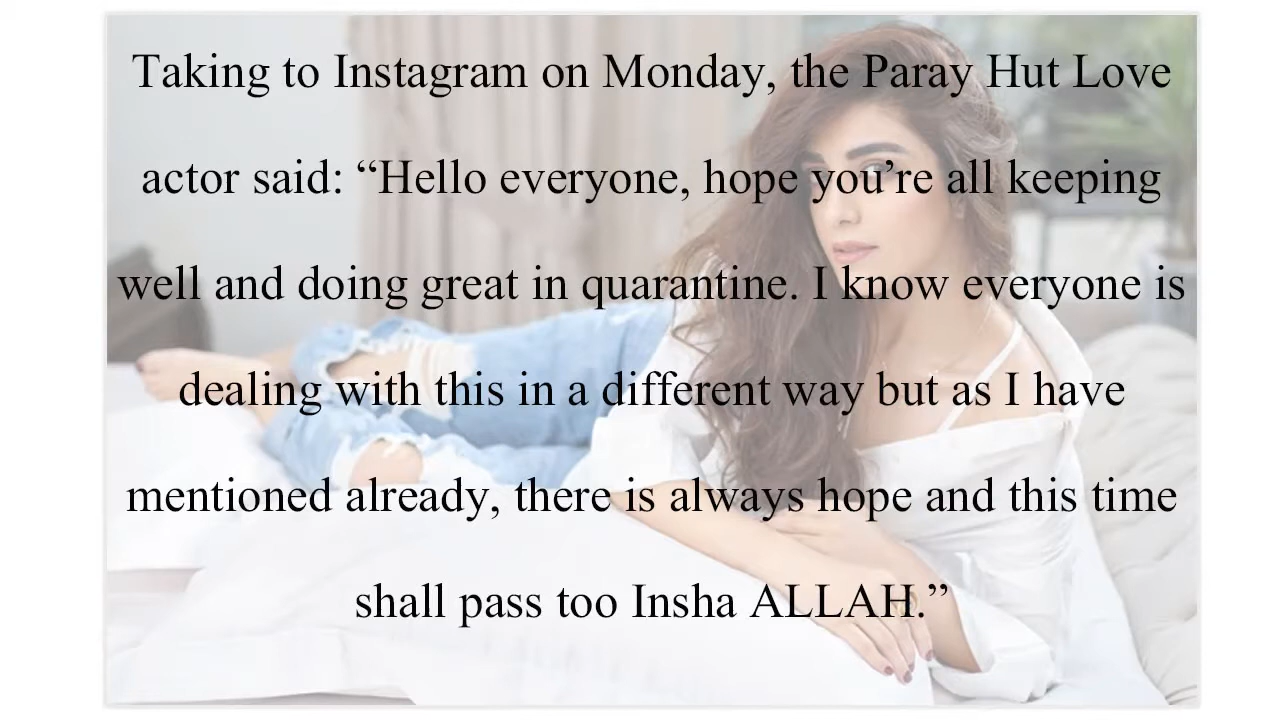 Taking to Instagram on Monday, the Paray Hut Love
actor said: “Hello everyone, hope you’re all keeping
well and doing great in quarantine. I know everyone is
dealing with this in a different way but as I have
mentioned already, there is always hope and this time
shall pass too Insha ALLAH.”